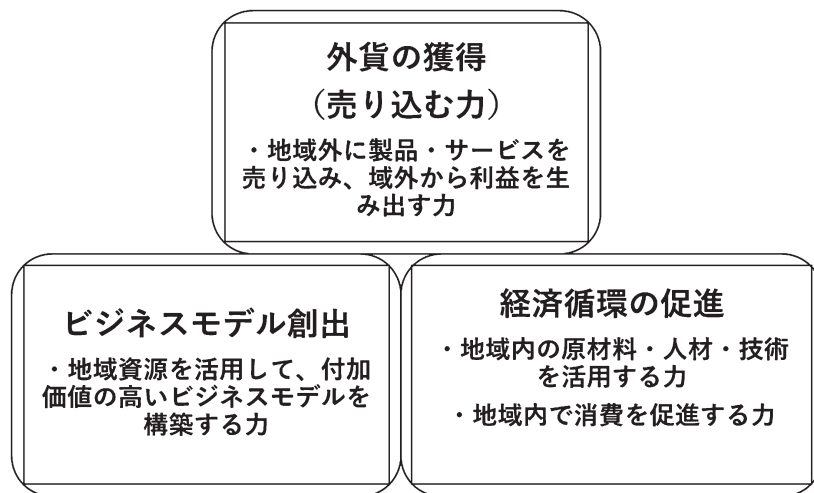 外貨の獲得
（売り込む力）
・地域外に製品・サービスを
売り込み、域外から利益を生
み出す力
ビジネスモデル創出
・地域資源を活用して、付加
価値の高いビジネスモデルを
構築する力
経済循環の促進
・地域内の原材料・人材・技術
を活用する力
・地域内で消費を促進する力